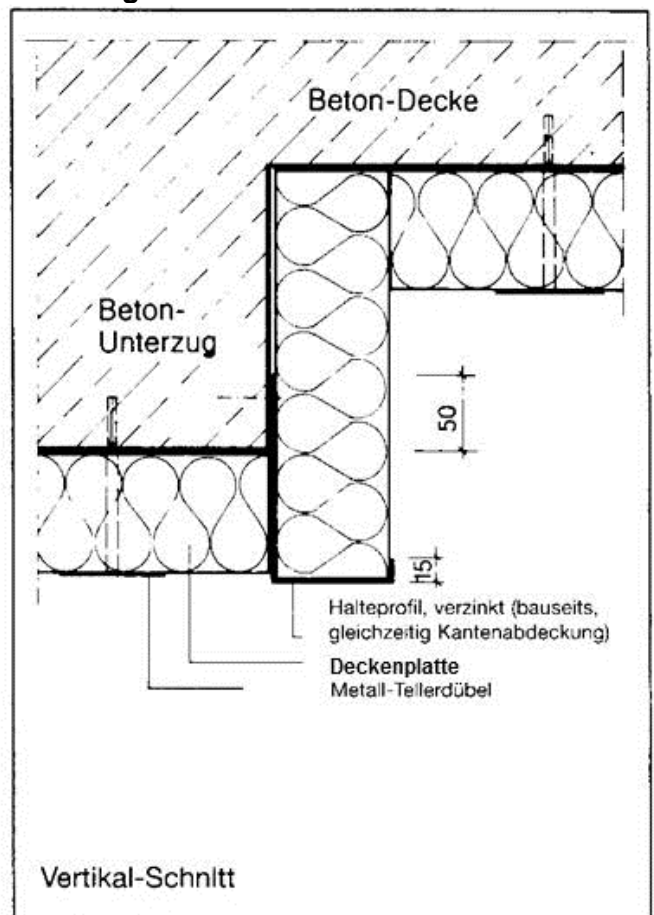 Beton-Decke
Beton-
Unterzug
50
15
Halteprofil, verzinkt (bauseits,
gleichzeitig Kantenabdeckung)
Deckenplatte
Metall-Tellerdübel
Vertikal-Schnitt